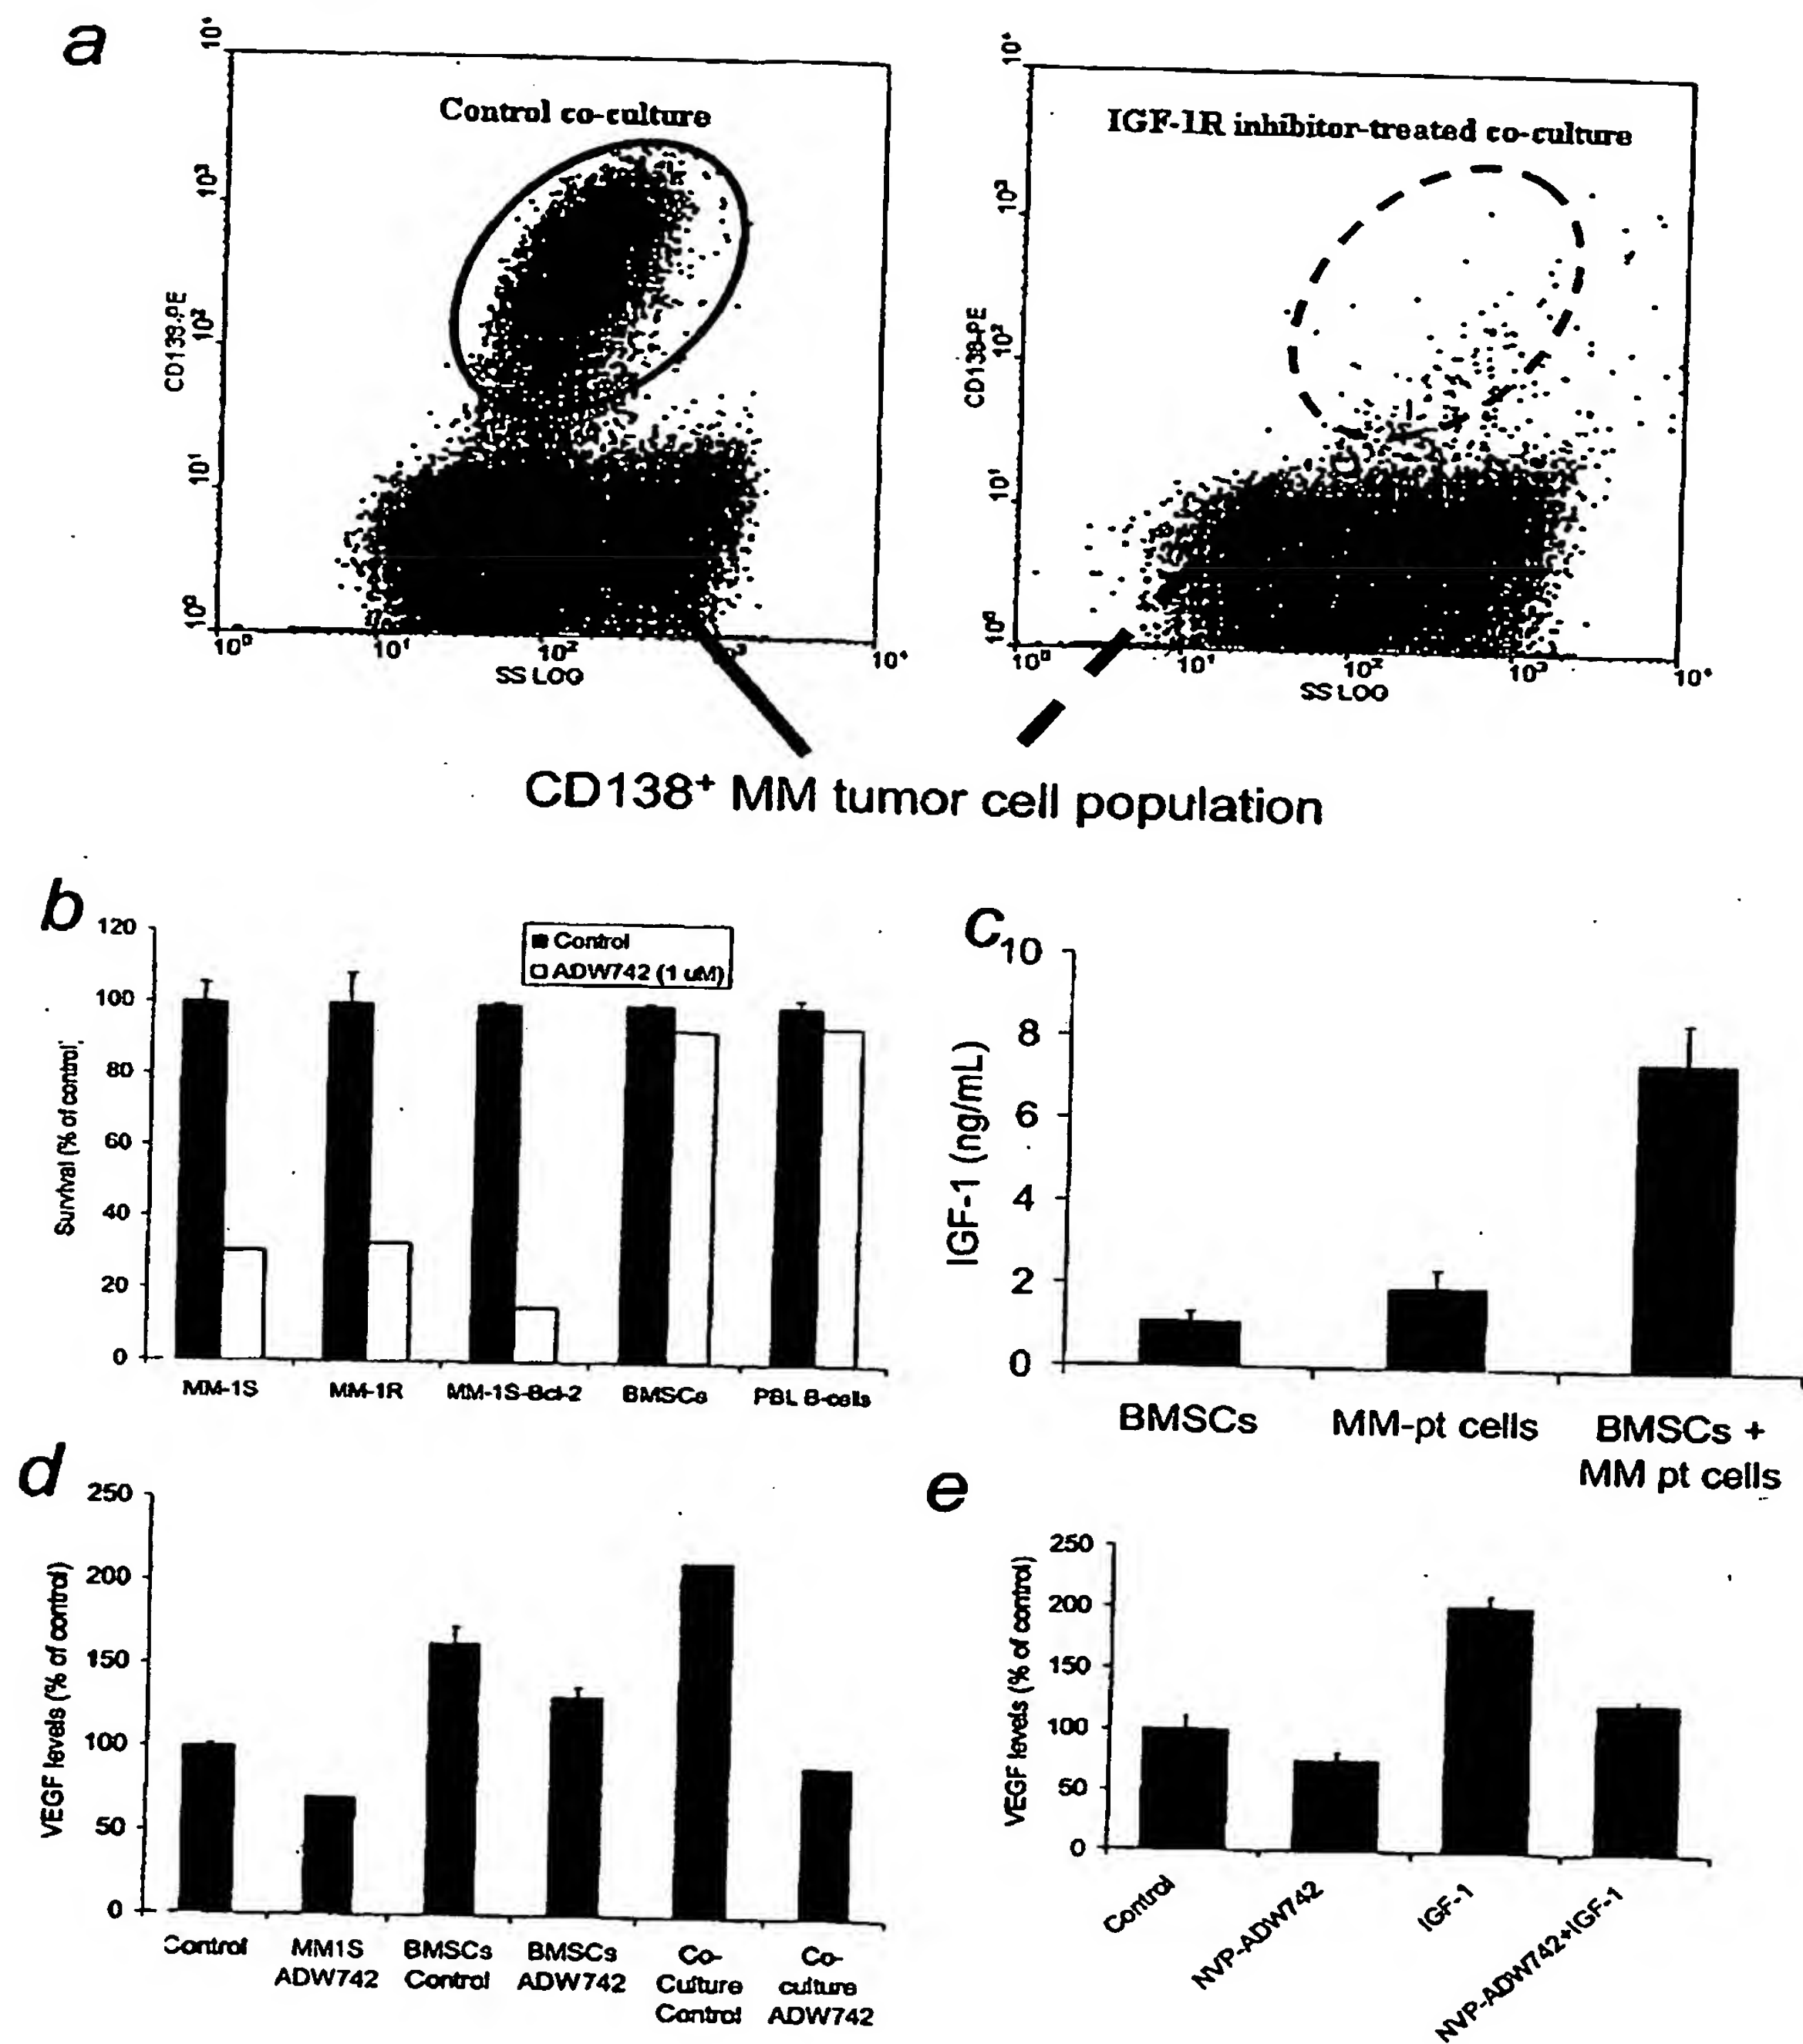 a
Control co-culture
CD138-PE
10⁴
10³
10²
10¹
10⁰
10⁰ 10¹ 10² 10⁴
SS LOG
IGF-1R inhibitor-treated co-culture
CD138-PE
10⁴
10³
10²
10¹
10⁰
10⁰ 10¹ 10² 10³ 10⁴
SS LOG
CD138⁺ MM tumor cell population
b
Survival (% of control)
120
100
80
60
40
20
0
Control
ADW742 (1 uM)
MM-1S MM-1R MM-1S-Bcl-2 BMSCs PBL B-cells
c
IGF-1 (ng/mL)
10
8
6
4
2
0
BMSCs MM-pt cells BMSCs +
MM pt cells
d
VEGF levels (% of control)
250
200
150
100
50
0
Control MM1S BMSCs BMSCs Co- Co-
ADW742 Control ADW742 Culture culture
Control ADW742
e
VEGF levels (% of control)
250
200
150
100
50
0
Control
NVP-ADW742
IGF-1
NVP-ADW742+IGF-1